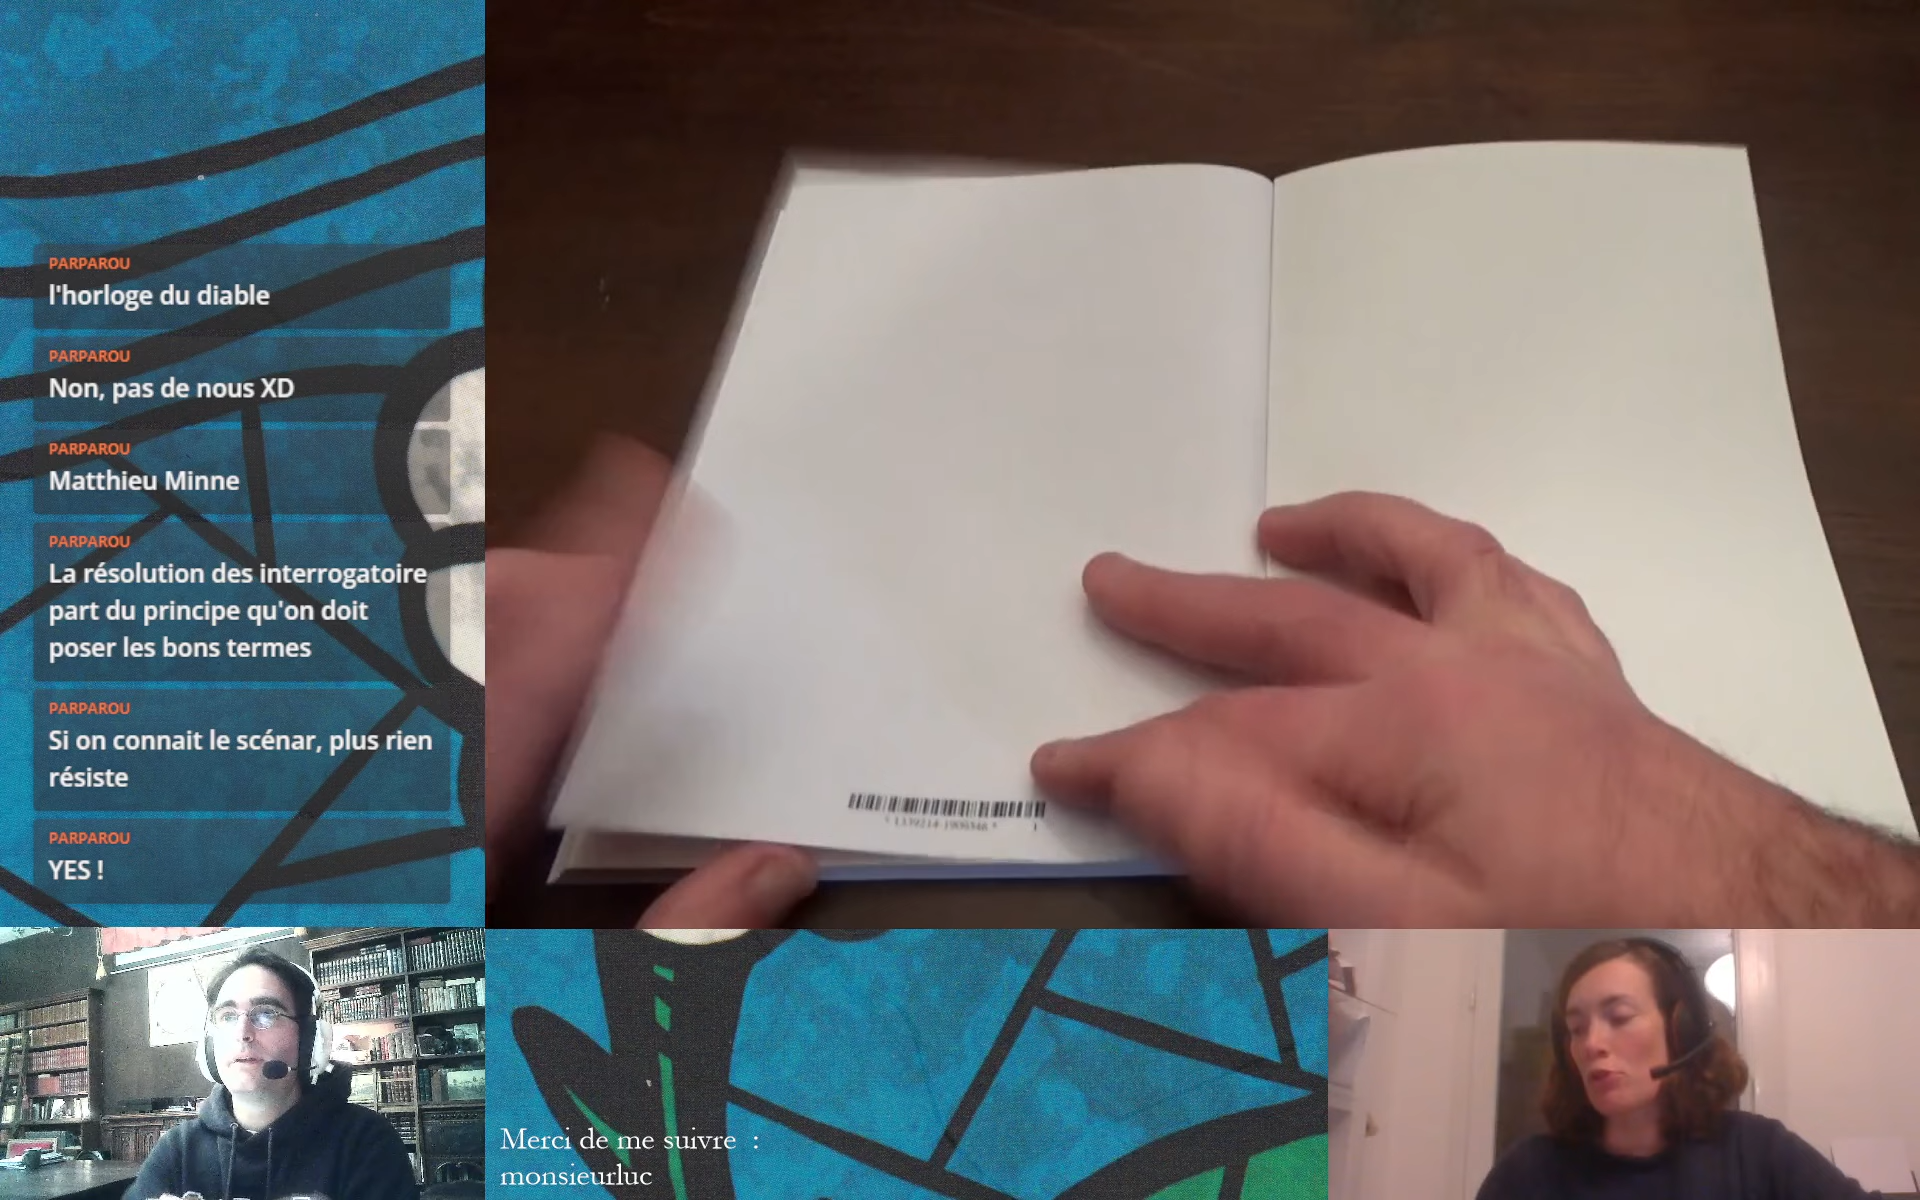 PARPAROU
l'horloge du diable
PARPAROU
Non, pas de nous XD
PARPAROU
Matthieu Minne
PARPAROU
La résolution des interrogatoire
part du principe qu'on doit
poser les bons termes
PARPAROU
Si on connait le scénar, plus rien
résiste
PARPAROU
YES !
Merci de me suivre :
monsieurluc